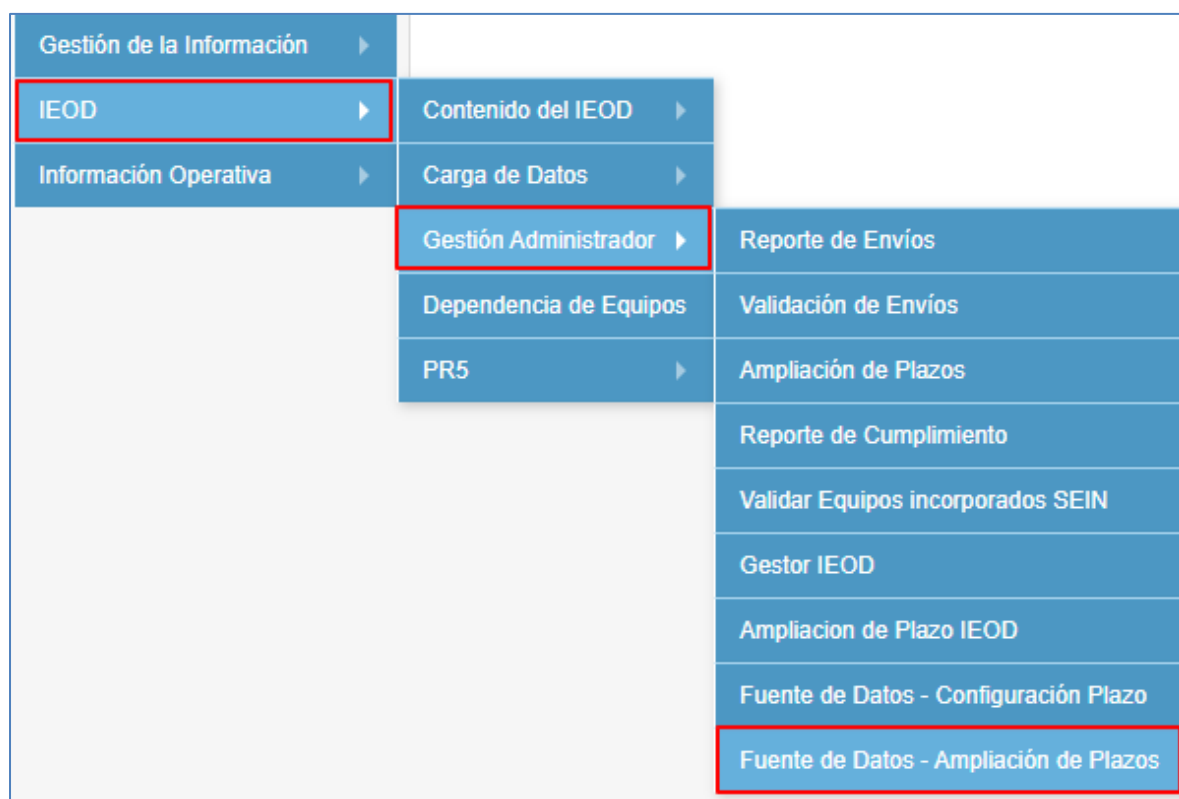 Gestión de la Información
IEOD
Información Operativa
Contenido del IEOD
Carga de Datos
Gestión Administrador
Dependencia de Equipos
PR5
Reporte de Envíos
Validación de Envíos
Ampliación de Plazos
Reporte de Cumplimiento
Validar Equipos incorporados SEIN
Gestor IEOD
Ampliacion de Plazo IEOD
Fuente de Datos - Configuración Plazo
Fuente de Datos - Ampliación de Plazos